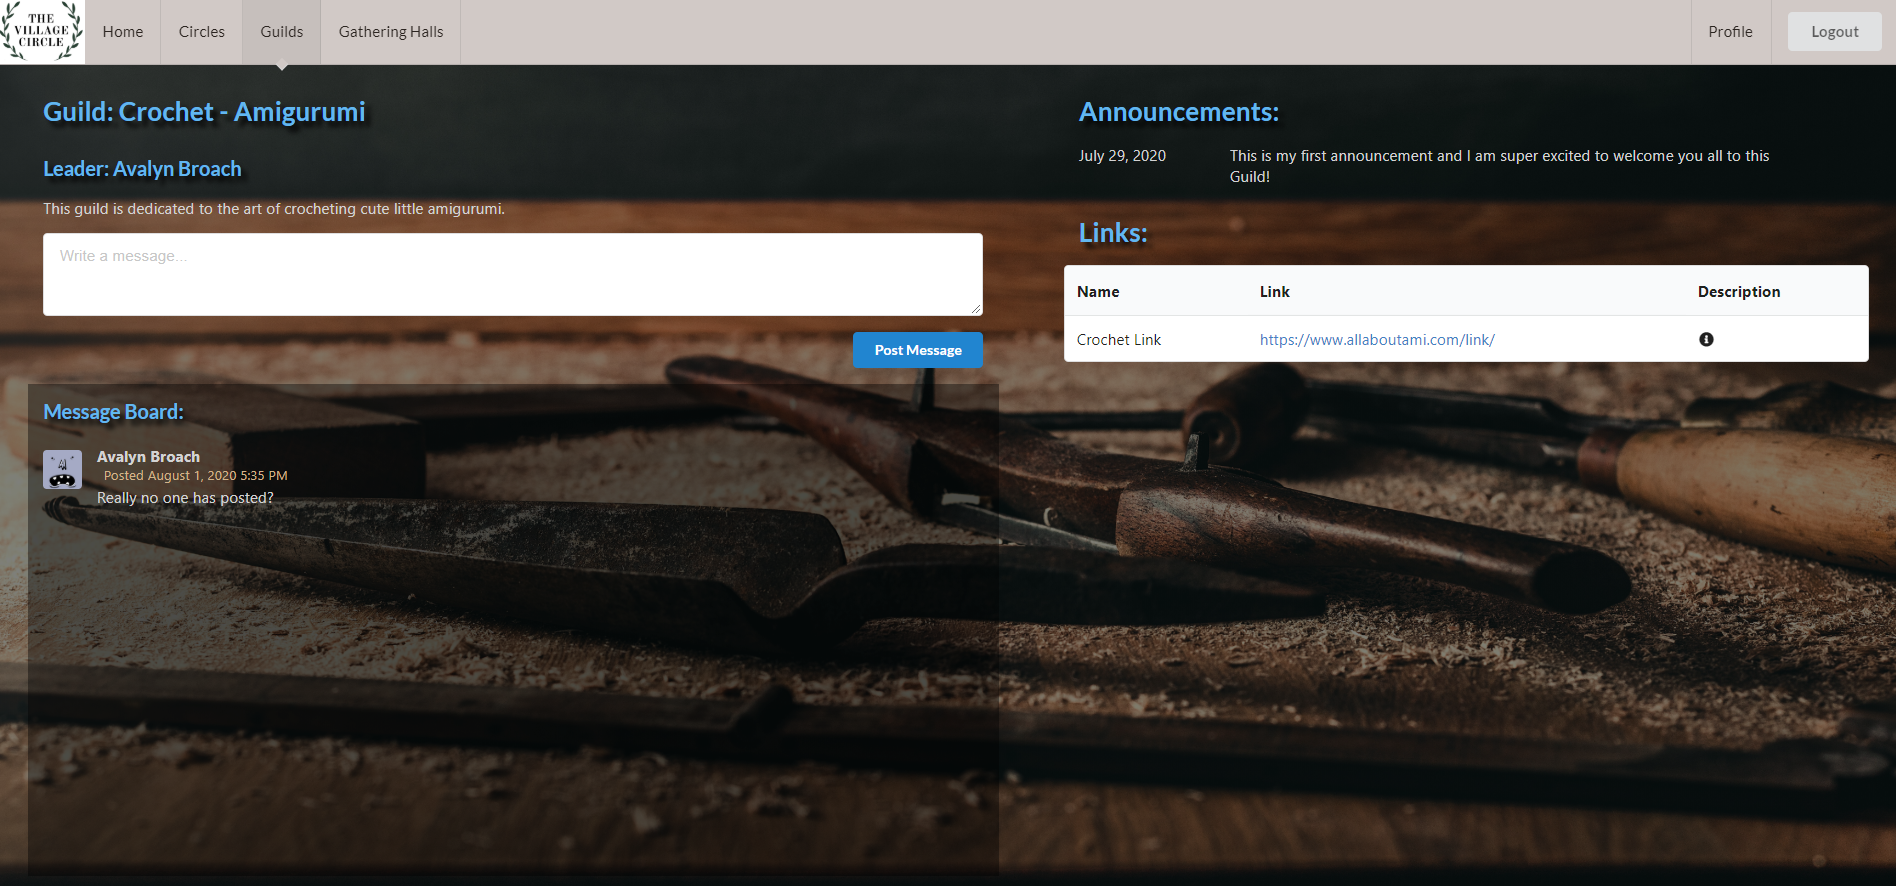 THE
VILLAGE
CIRCLE
Home
Circles
Guilds
Gathering Halls
Profile
Logout
Guild: Crochet - Amigurumi
Leader: Avalyn Broach
This guild is dedicated to the art of crocheting cute little amigurumi.
Write a message...
Post Message
Message Board:
Avalyn Broach
Posted August 1, 2020 5:35 PM
Really no one has posted?
Announcements:
July 29, 2020
This is my first announcement and I am super excited to welcome you all to this
Guild!
Links:
Name Link Description
Crochet Link https://www.allaboutami.com/link/